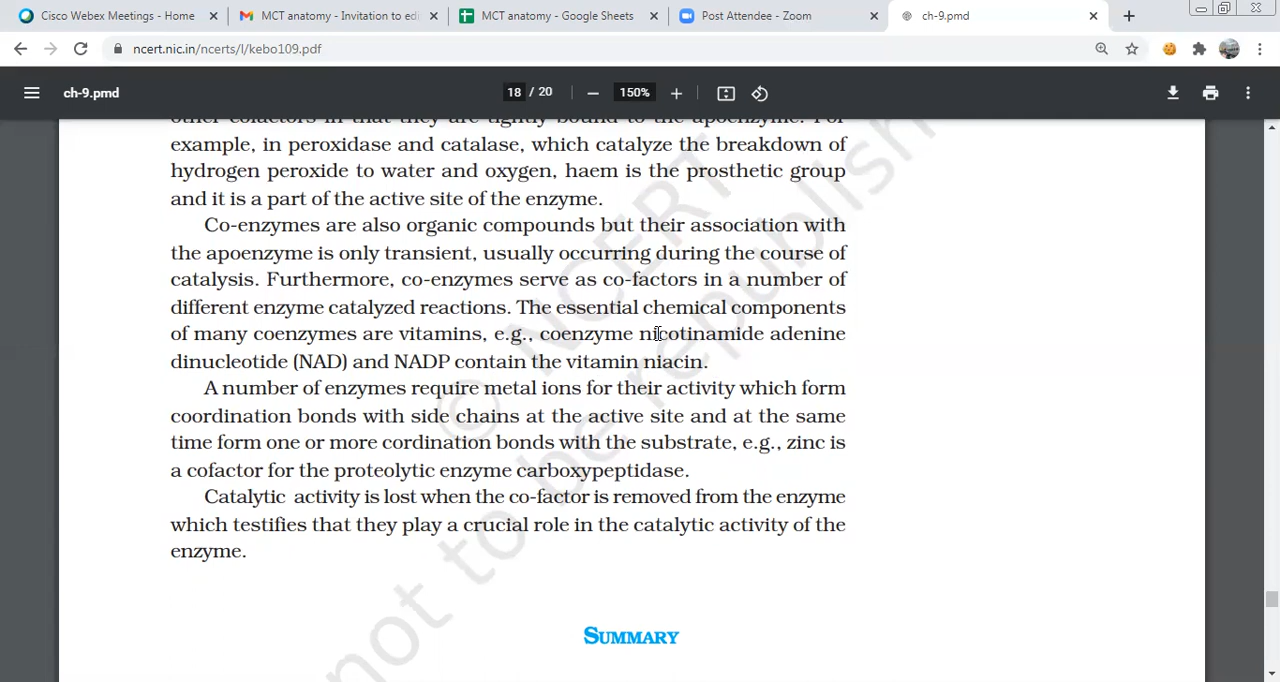 Cisco Webex Meetings - Home
MCT anatomy - Invitation to edi
MCT anatomy - Google Sheets
Post Attendee - Zoom
ch-9.pmd
ncert.nic.in/ncerts/l/kebo109.pdf
ch-9.pmd
18 / 20
150%
other cofactors in that they are tightly bound to the apoenzyme. For
example, in peroxidase and catalase, which catalyze the breakdown of
hydrogen peroxide to water and oxygen, haem is the prosthetic group
and it is a part of the active site of the enzyme.
Co-enzymes are also organic compounds but their association with
the apoenzyme is only transient, usually occurring during the course of
catalysis. Furthermore, co-enzymes serve as co-factors in a number of
different enzyme catalyzed reactions. The essential chemical components
of many coenzymes are vitamins, e.g., coenzyme nicotinamide adenine
dinucleotide (NAD) and NADP contain the vitamin niacin.
A number of enzymes require metal ions for their activity which form
coordination bonds with side chains at the active site and at the same
time form one or more cordination bonds with the substrate, e.g., zinc is
a cofactor for the proteolytic enzyme carboxypeptidase.
Catalytic activity is lost when the co-factor is removed from the enzyme
which testifies that they play a crucial role in the catalytic activity of the
enzyme.
SUMMARY
© NCERT
not to be republish